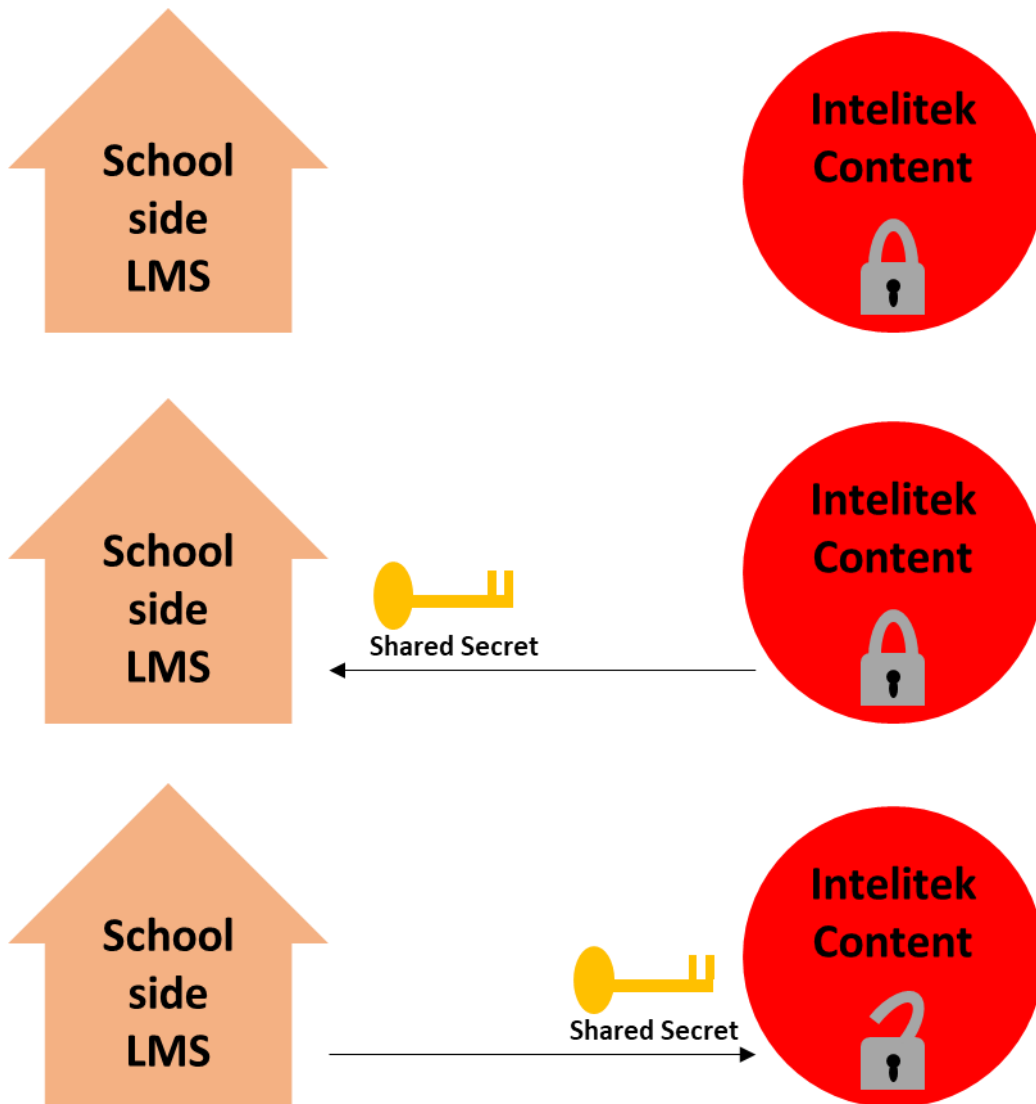 School
side
LMS
Intelitek
Content
School
side
LMS
Shared Secret
Intelitek
Content
School
side
LMS
Shared Secret
Intelitek
Content